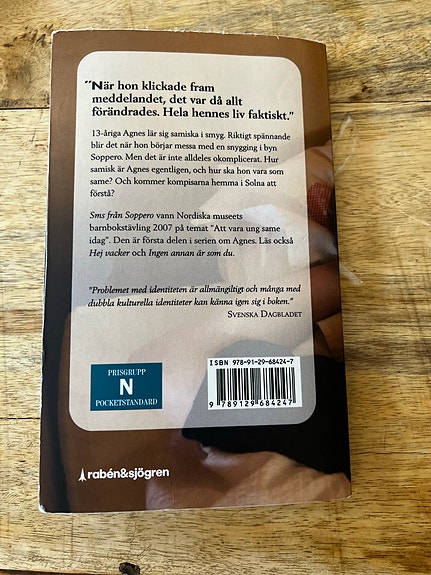 "När hon klickade fram
meddelandet, det var då allt
förändrades. Hela hennes liv faktiskt."
13-åriga Agnes lär sig samiska i smyg. Riktigt spännande
blir det när hon börjar messa med en snygging i byn
Soppero. Men det är inte alldeles okomplicerat. Hur
samisk är Agnes egentligen, och hur ska hon vara som
same? Och kommer kompisarna hemma i Solna att
förstå?
Sms från Soppero vann Nordiska museets
barnbokstävling 2007 på temat "Att vara ung same
idag". Den är första delen i serien om Agnes. Läs också
Hej vacker och Ingen annan är som du.
"Problemet med identiteten är allmängiltigt och många med
dubbla kulturella identiteter kan känna igen sig i boken."
SVENSKA DAGBLADET
ISBN 978-91-29-68424-7
9 789129 684247
PRISGRUPP
N
POCKETSTANDARD
rabén&sjögren